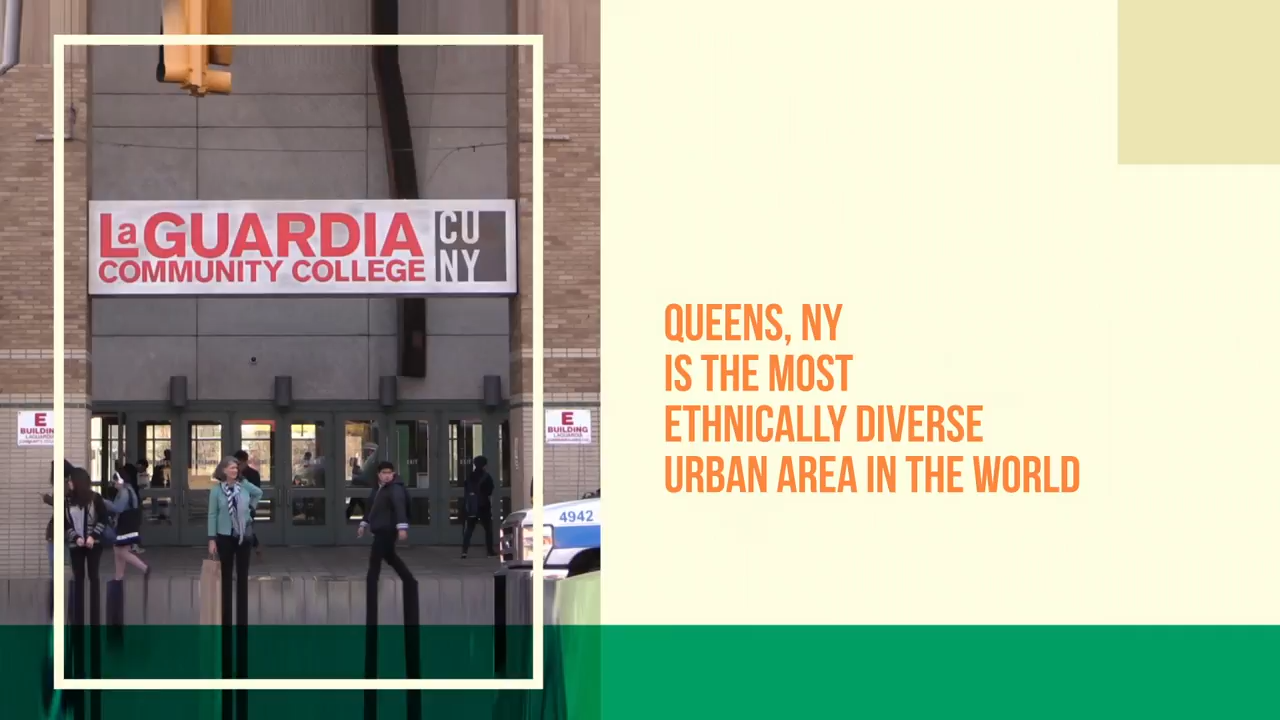 LaGUARDIA
COMMUNITY COLLEGE
CU
NY
E
BUILDING
E
BUILDING
4942
QUEENS, NY
IS THE MOST
ETHNICALLY DIVERSE
URBAN AREA IN THE WORLD